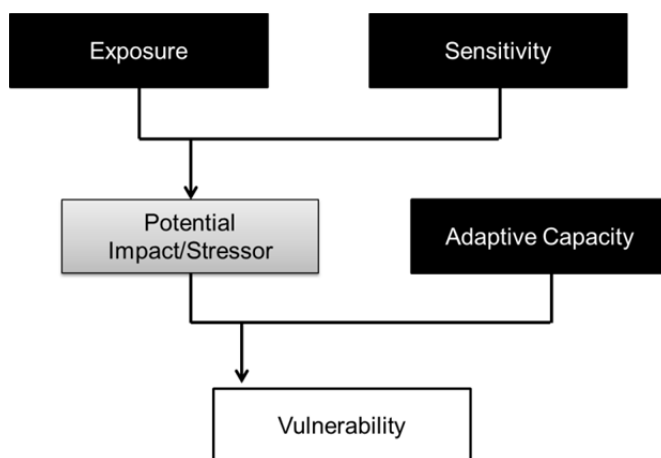 Exposure
Sensitivity
Potential
Impact/Stressor
Adaptive Capacity
Vulnerability